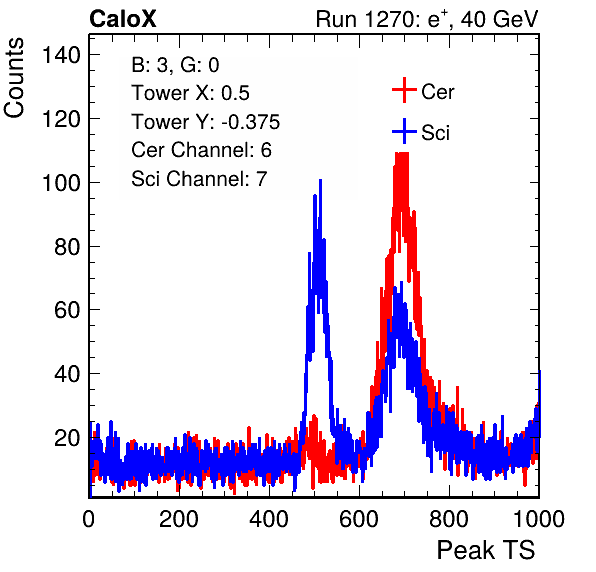 CaloX
Run 1270: e+, 40 GeV
Counts
B: 3, G: 0
Tower X: 0.5
Tower Y: -0.375
Cer Channel: 6
Sci Channel: 7
Cer
Sci
140
120
100
80
60
40
20
0 200 400 600 800 1000
Peak TS